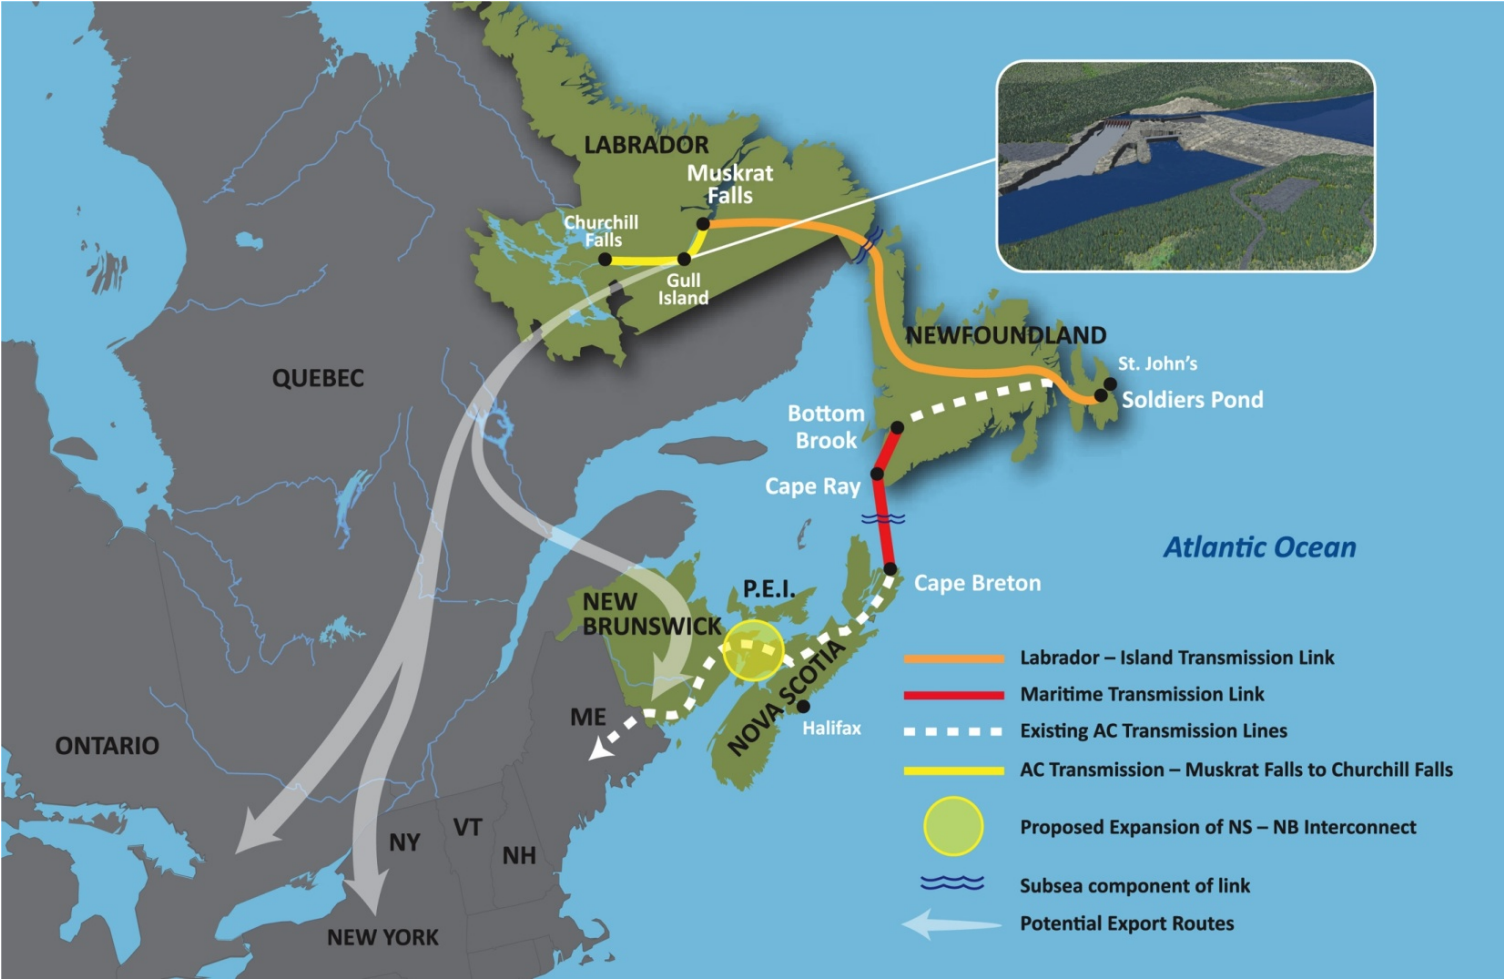 LABRADOR
Muskrat
Falls
Churchill
Falls
Gull
Island
QUEBEC
NEWFOUNDLAND
St. John's
Soldiers Pond
Bottom
Brook
Cape Ray
Atlantic Ocean
Cape Breton
P.E.I.
NEW
BRUNSWICK
NOVA SCOTIA
Halifax
ME
ONTARIO
NY
VT
NH
NEW YORK
Labrador – Island Transmission Link
Maritime Transmission Link
Existing AC Transmission Lines
AC Transmission – Muskrat Falls to Churchill Falls
Proposed Expansion of NS – NB Interconnect
Subsea component of link
Potential Export Routes